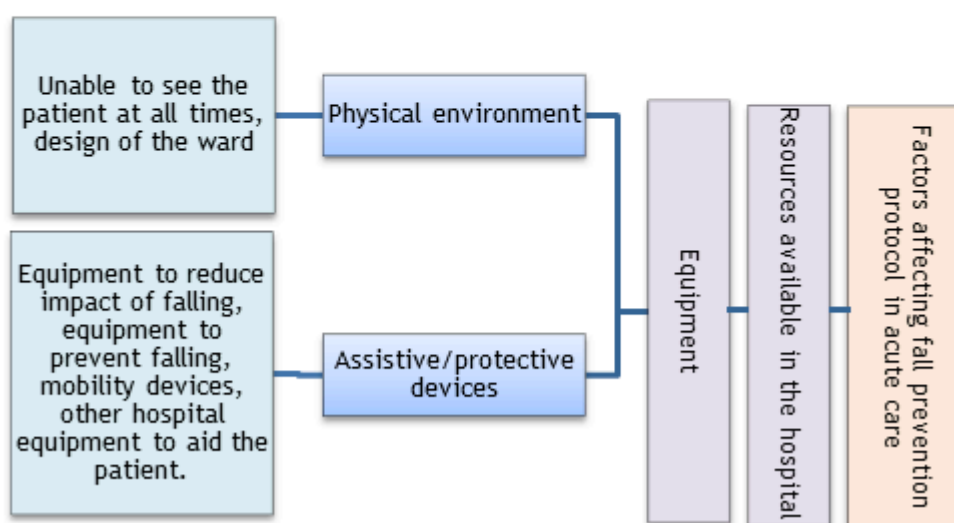 Unable to see the
patient at all times,
design of the ward
Physical environment
Equipment to reduce
impact of falling,
equipment to
prevent falling,
mobility devices,
other hospital
equipment to aid the
patient.
Assistive/protective
devices
Equipment
Resources available in the hospital
Factors affecting fall prevention
protocol in acute care